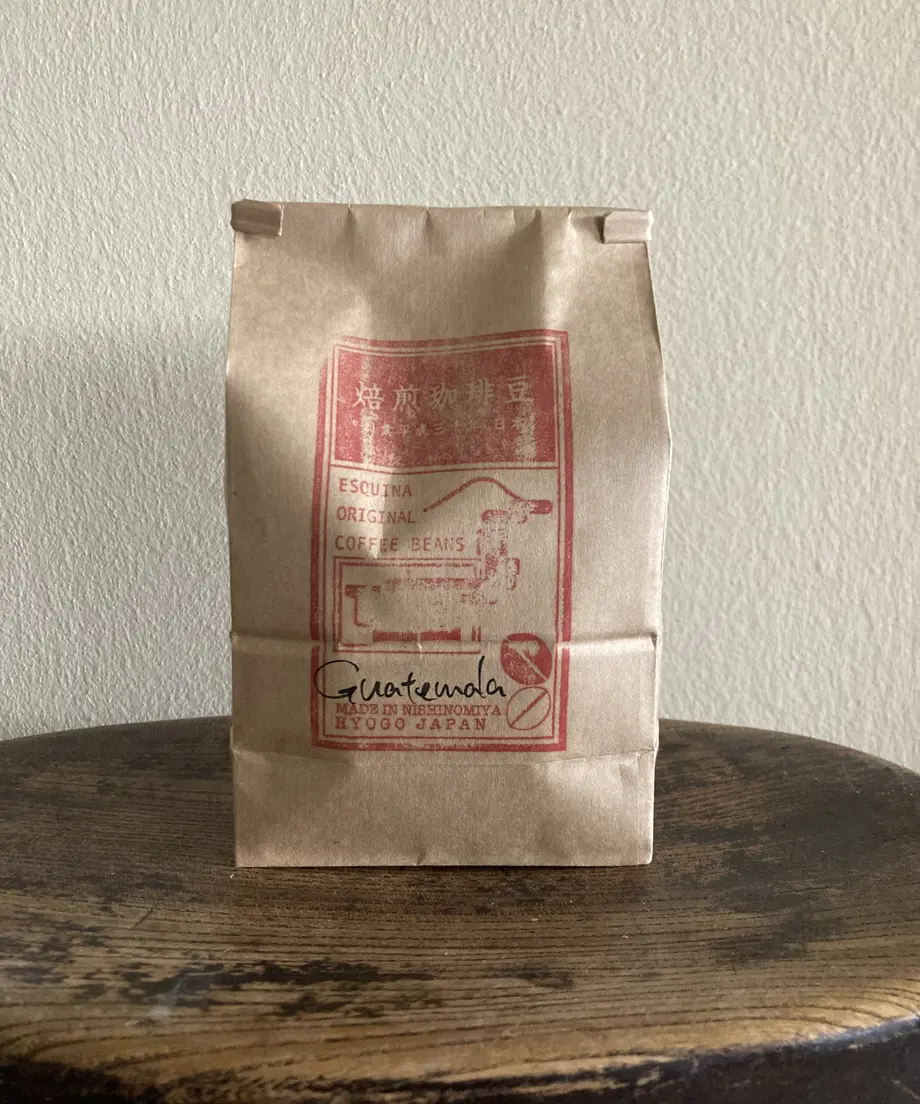 焙煎珈琲豆
ESQUINA
ORIGINAL
COFFEE BEANS
Guatemala
MADE IN NISHINOMIYA
HYOGO JAPAN